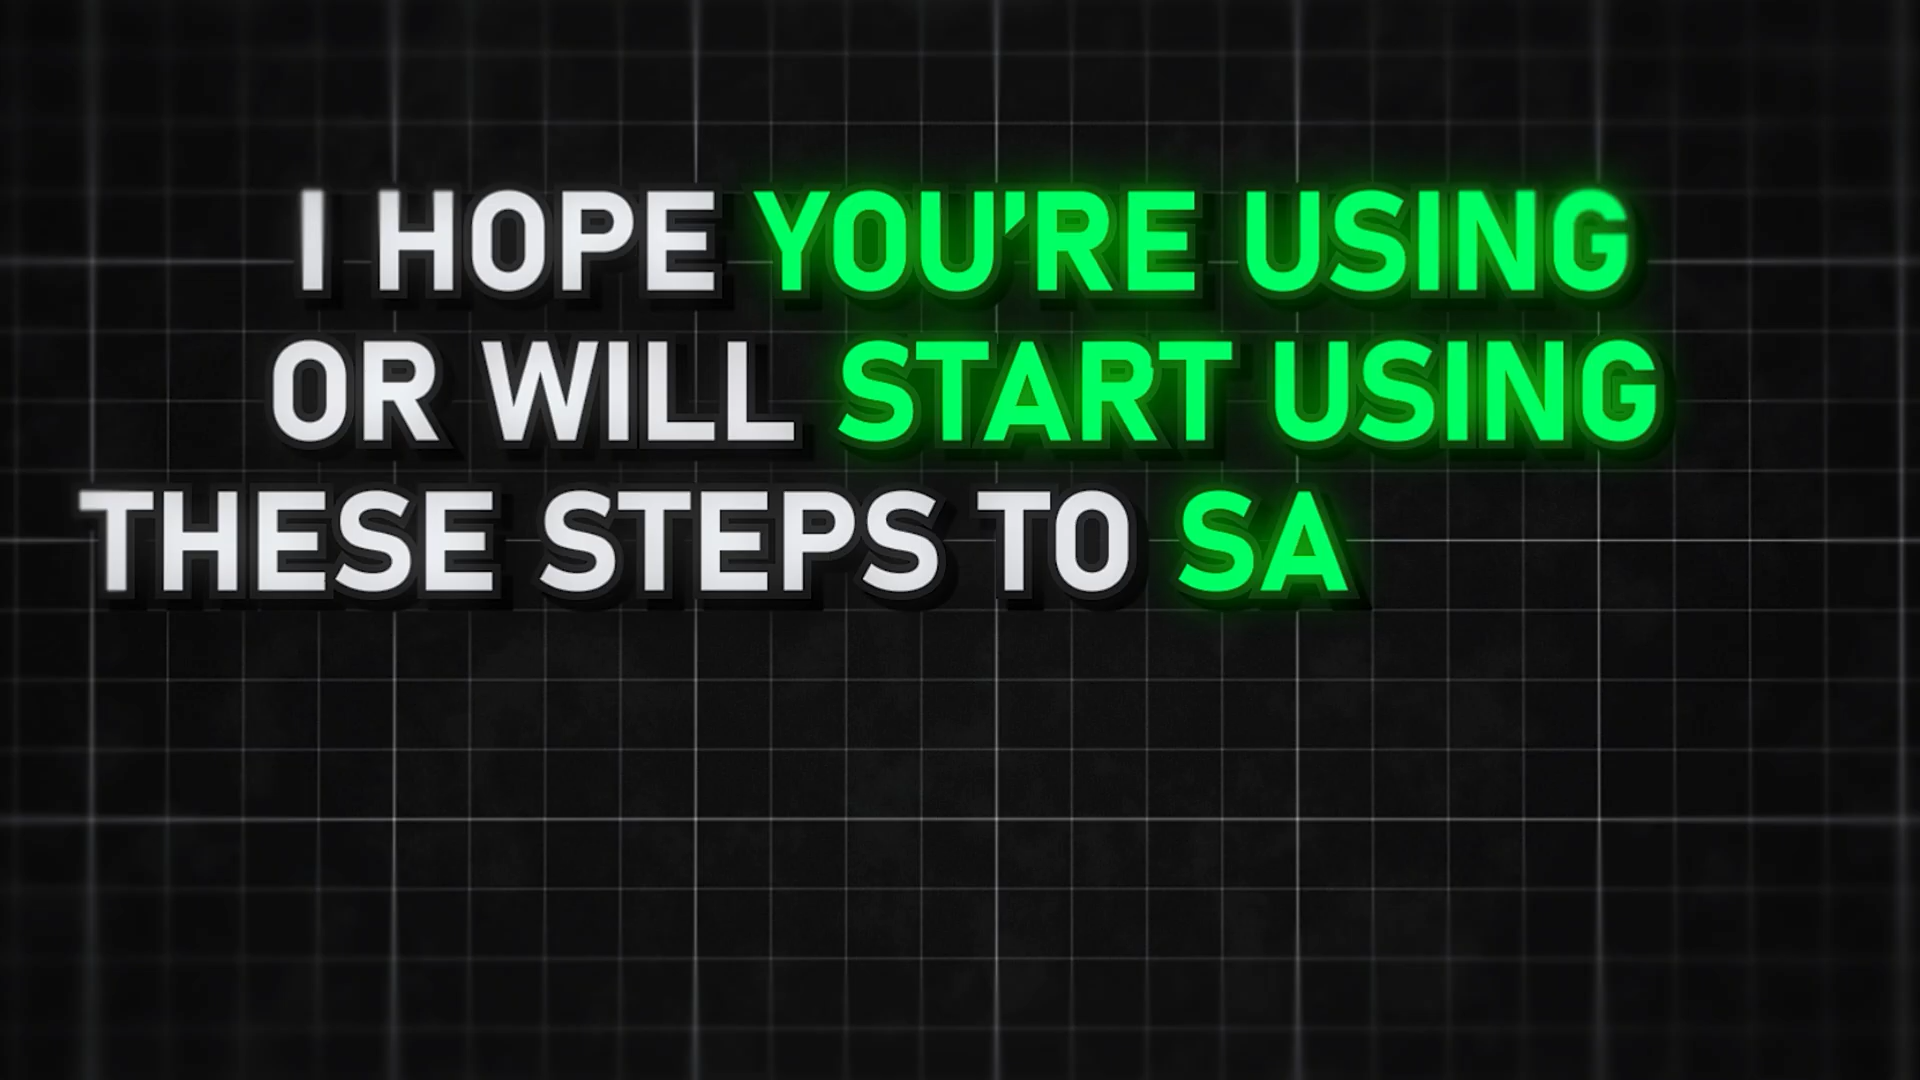 I HOPE YOU'RE USING
OR WILL START USING
THESE STEPS TO SA